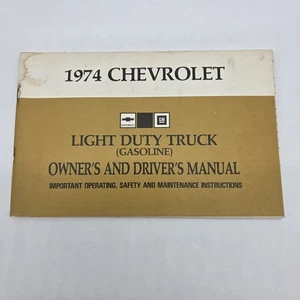 1974 CHEVROLET
LIGHT DUTY TRUCK
(GASOLINE)
OWNER'S AND DRIVER'S MANUAL
IMPORTANT OPERATING, SAFETY AND MAINTENANCE INSTRUCTIONS